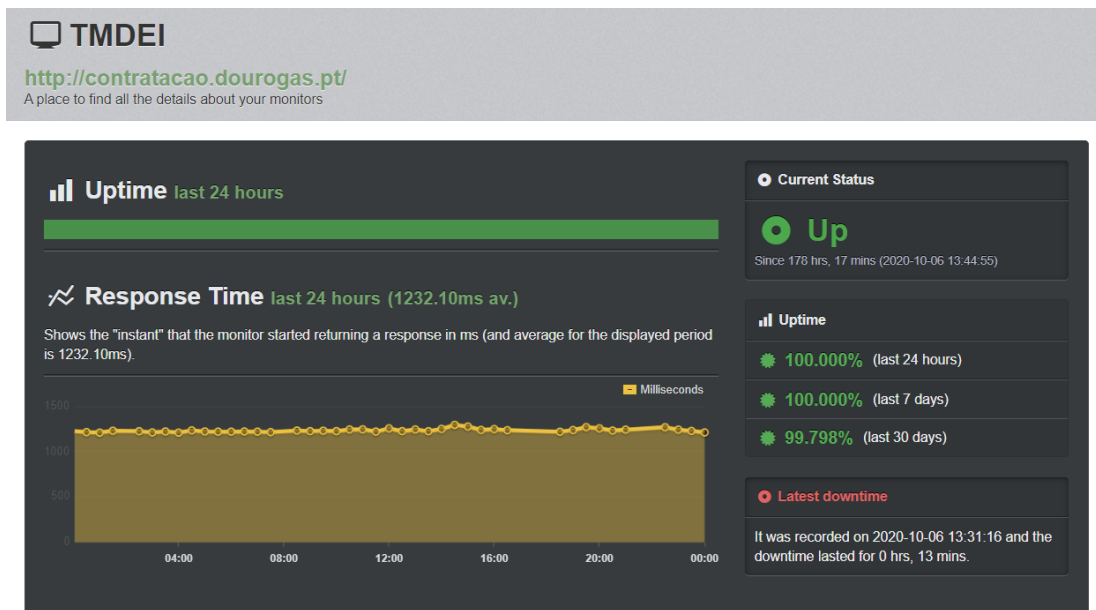 TMDEI
http://contratacao.dourogas.pt/
A place to find all the details about your monitors
Uptime last 24 hours
Response Time last 24 hours (1232.10ms av.)
Shows the "instant" that the monitor started returning a response in ms (and average for the displayed period
is 1232.10ms).
Milliseconds
1500
1000
500
0
04:00
08:00
12:00
16:00
20:00
00:00
Current Status
Up
Since 178 hrs, 17 mins (2020-10-06 13:44:55)
Uptime
100.000% (last 24 hours)
100.000% (last 7 days)
99.798% (last 30 days)
Latest downtime
It was recorded on 2020-10-06 13:31:16 and the
downtime lasted for 0 hrs, 13 mins.